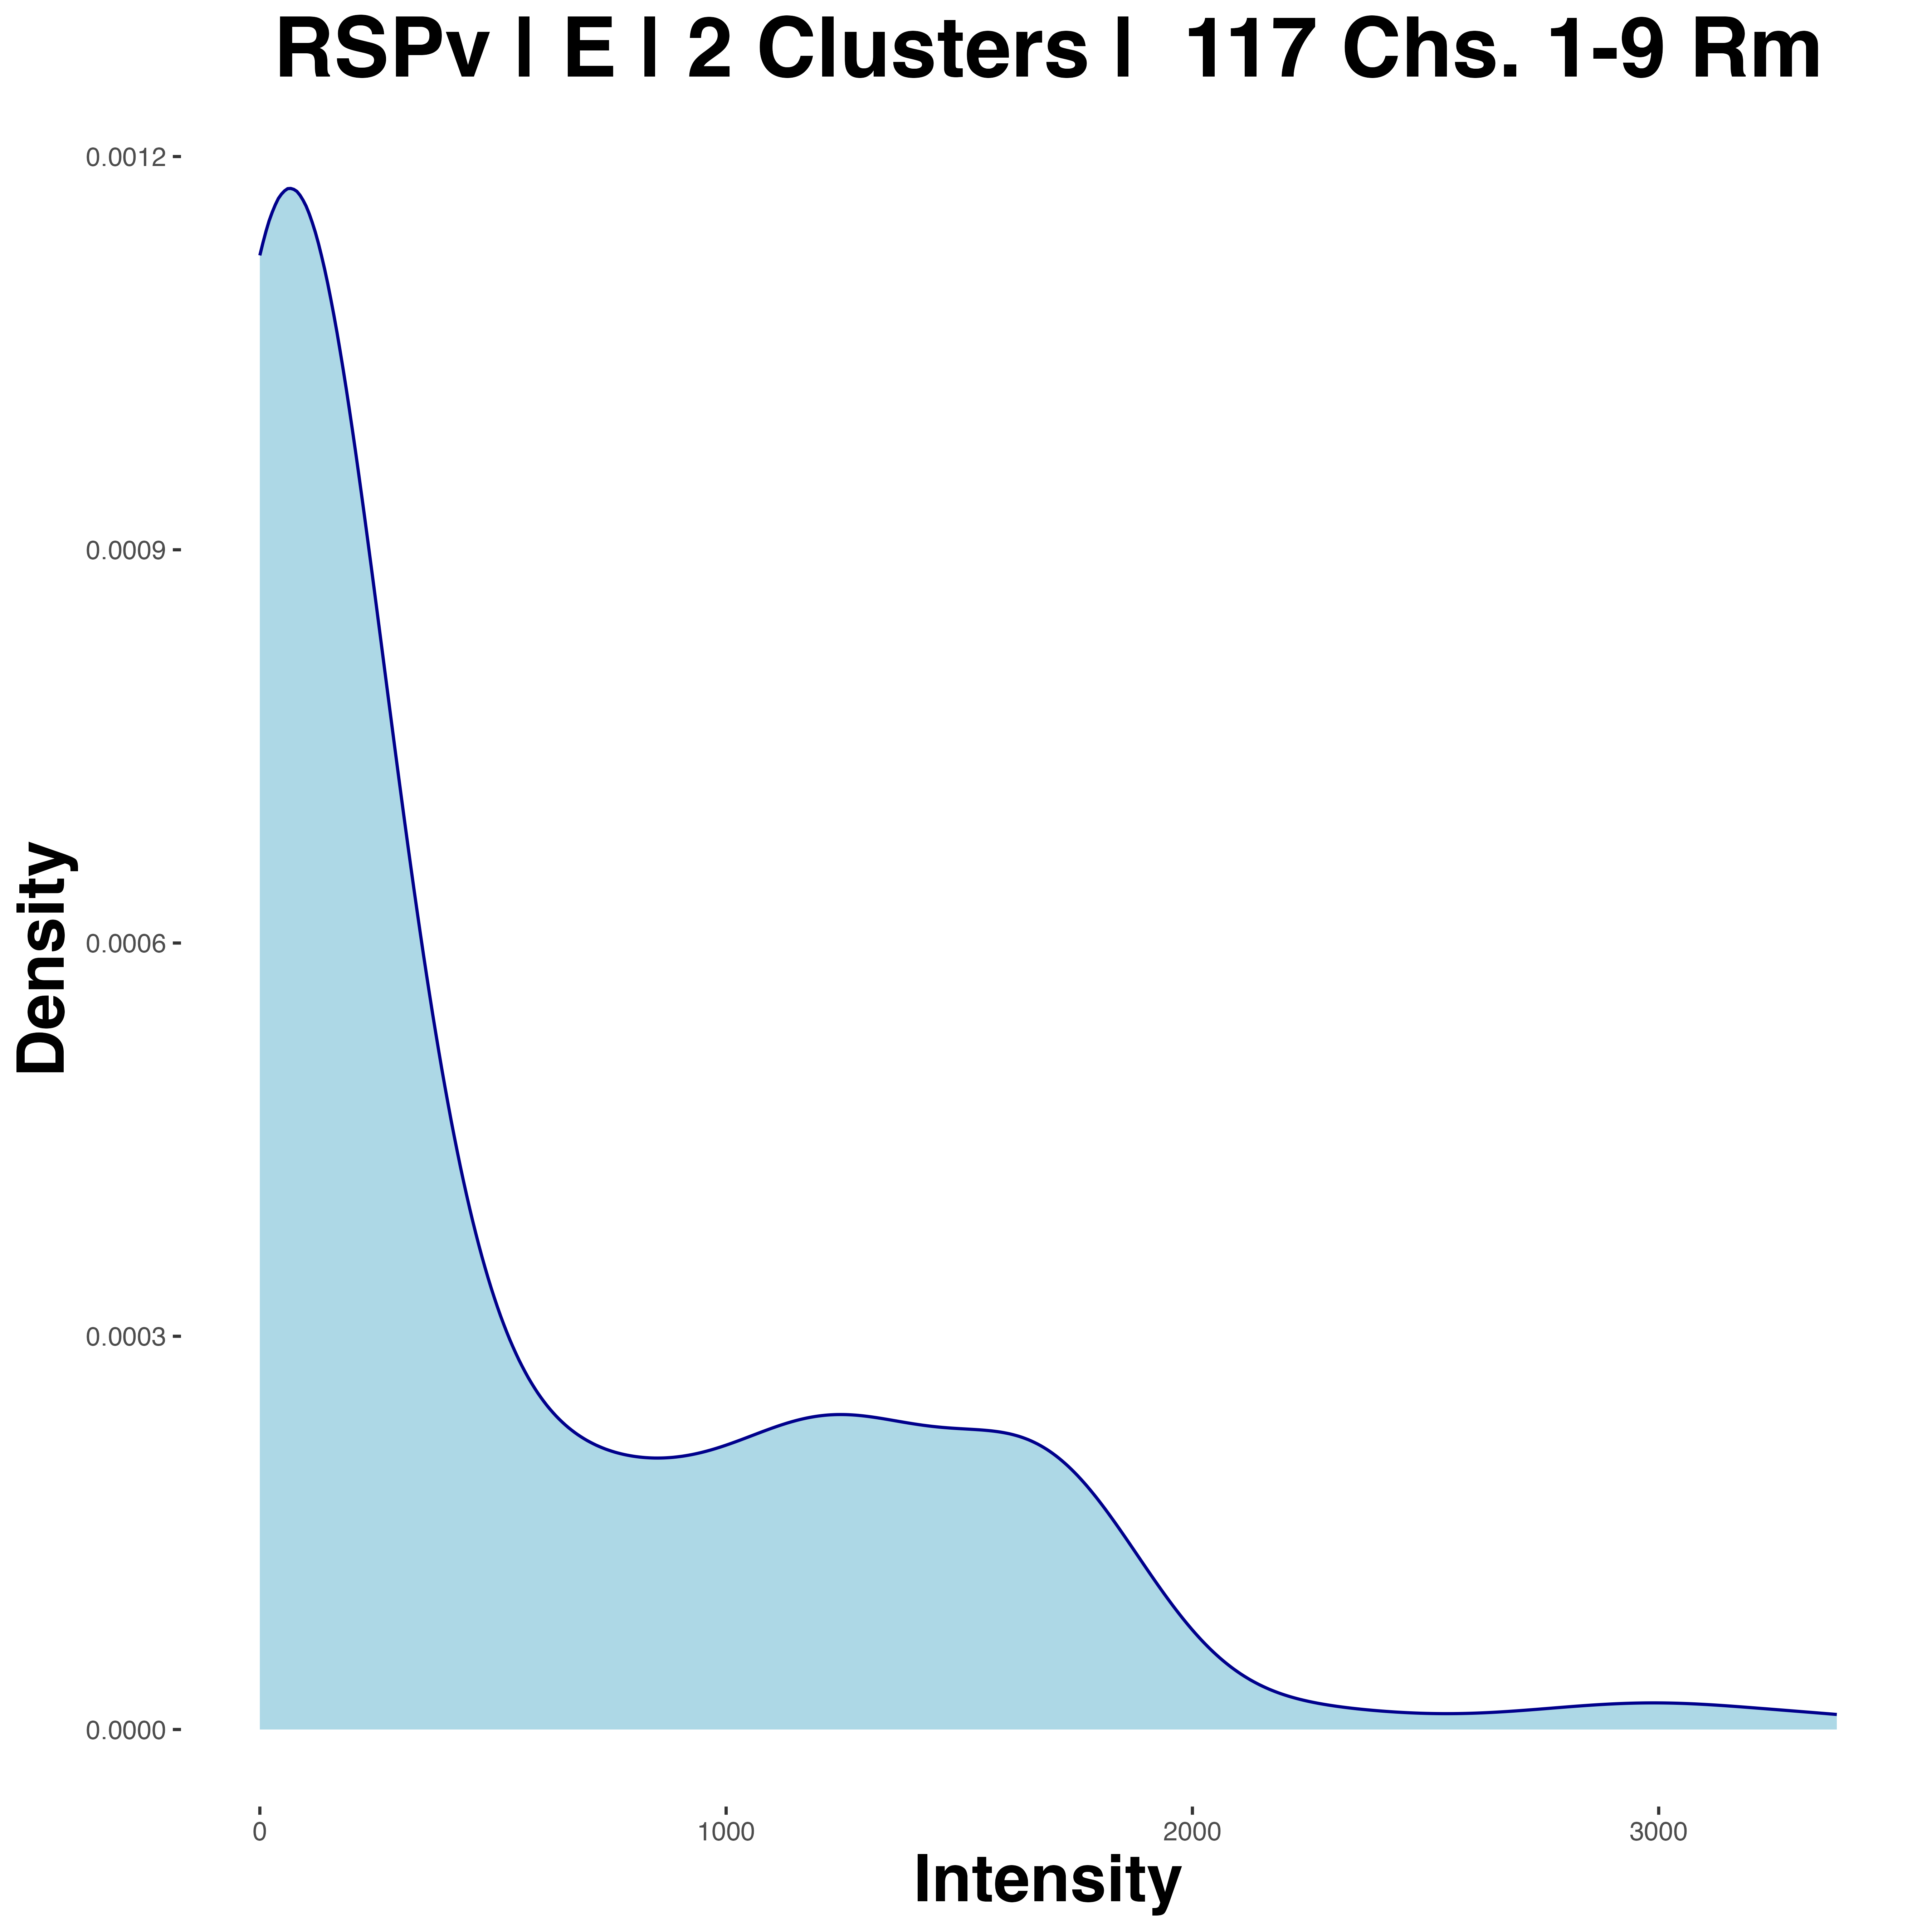 RSPv | E | 2 Clusters |  117 Chs. 1-9 Rm
0.0012
0.0009
0.0006
0.0003
0.0000
Density
0 1000 2000 3000
Intensity